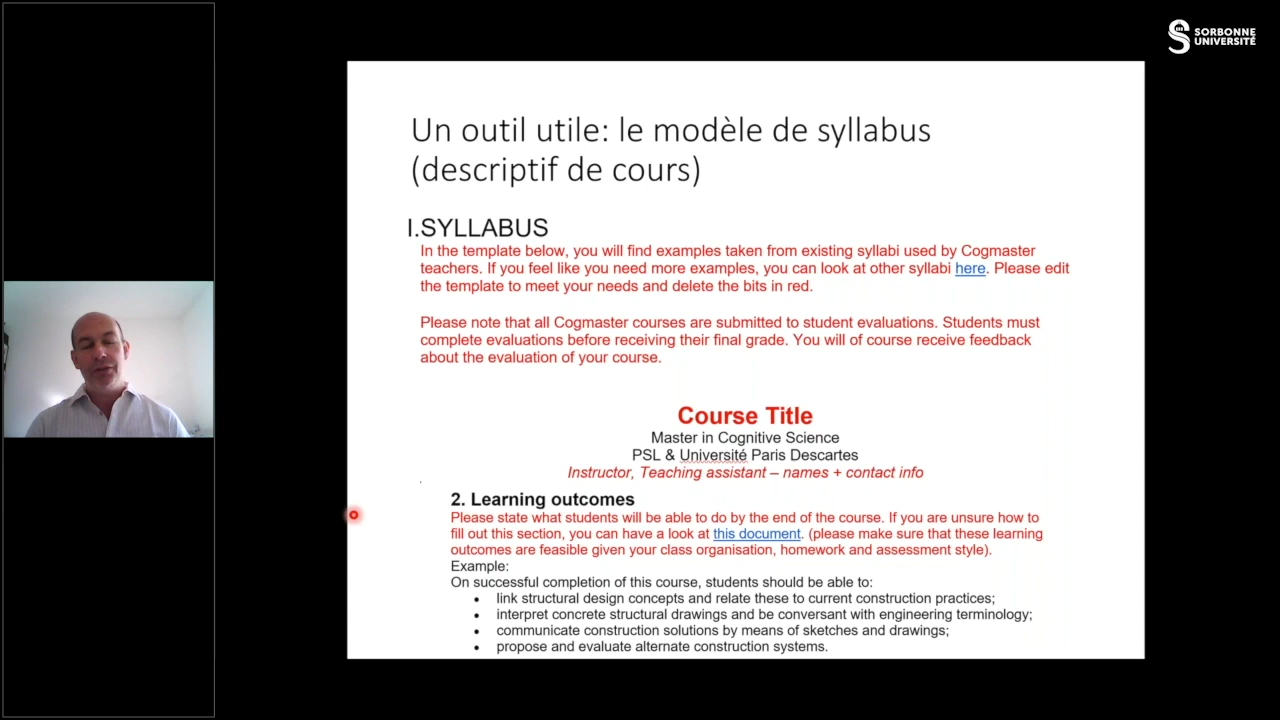 SORBONNE
UNIVERSITÉ
Un outil utile: le modèle de syllabus
(descriptif de cours)
I.SYLLABUS
In the template below, you will find examples taken from existing syllabi used by Cogmaster
teachers. If you feel like you need more examples, you can look at other syllabi here. Please edit
the template to meet your needs and delete the bits in red.
Please note that all Cogmaster courses are submitted to student evaluations. Students must
complete evaluations before receiving their final grade. You will of course receive feedback
about the evaluation of your course.
Course Title
Master in Cognitive Science
PSL & Université Paris Descartes
Instructor, Teaching assistant – names + contact info
2. Learning outcomes
Please state what students will be able to do by the end of the course. If you are unsure how to
fill out this section, you can have a look at this document. (please make sure that these learning
outcomes are feasible given your class organisation, homework and assessment style).
Example:
On successful completion of this course, students should be able to:
• link structural design concepts and relate these to current construction practices;
• interpret concrete structural drawings and be conversant with engineering terminology;
• communicate construction solutions by means of sketches and drawings;
• propose and evaluate alternate construction systems.